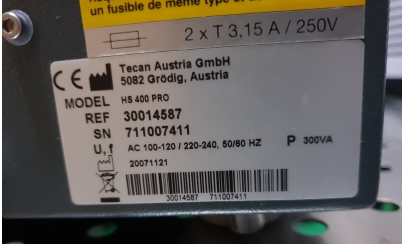 un fusible de même type et
2 x T 3,15 A / 250V
Tecan Austria GmbH
5082 Grödig, Austria
MODEL HS 400 PRO
REF 30014587
SN 711007411
U, f AC 100-120 / 220-240, 50/60 HZ P 300VA
20071121
30014587 711007411